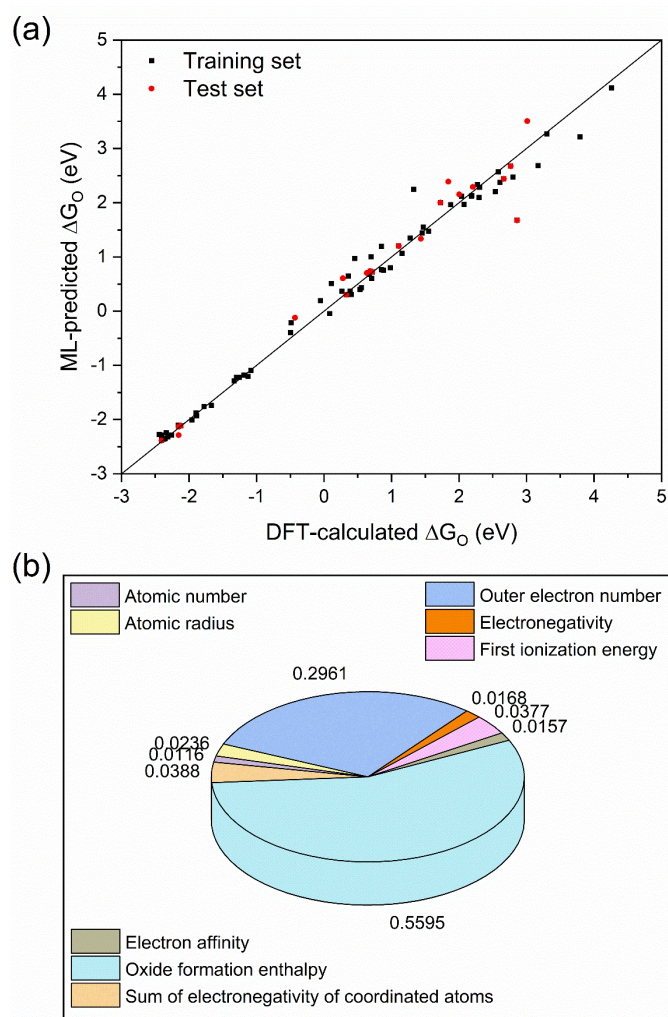 (a)
5
4
3
2
1
0
-1
-2
-3
ML-predicted ΔG_O (eV)
Training set
Test set
-3 -2 -1 0 1 2 3 4 5
DFT-calculated ΔG_O (eV)
(b)
Atomic number
Atomic radius
Outer electron number
Electronegativity
First ionization energy
0.2961
0.0168
0.0377
0.0157
0.0236
0.0116
0.0388
0.5595
Electron affinity
Oxide formation enthalpy
Sum of electronegativity of coordinated atoms